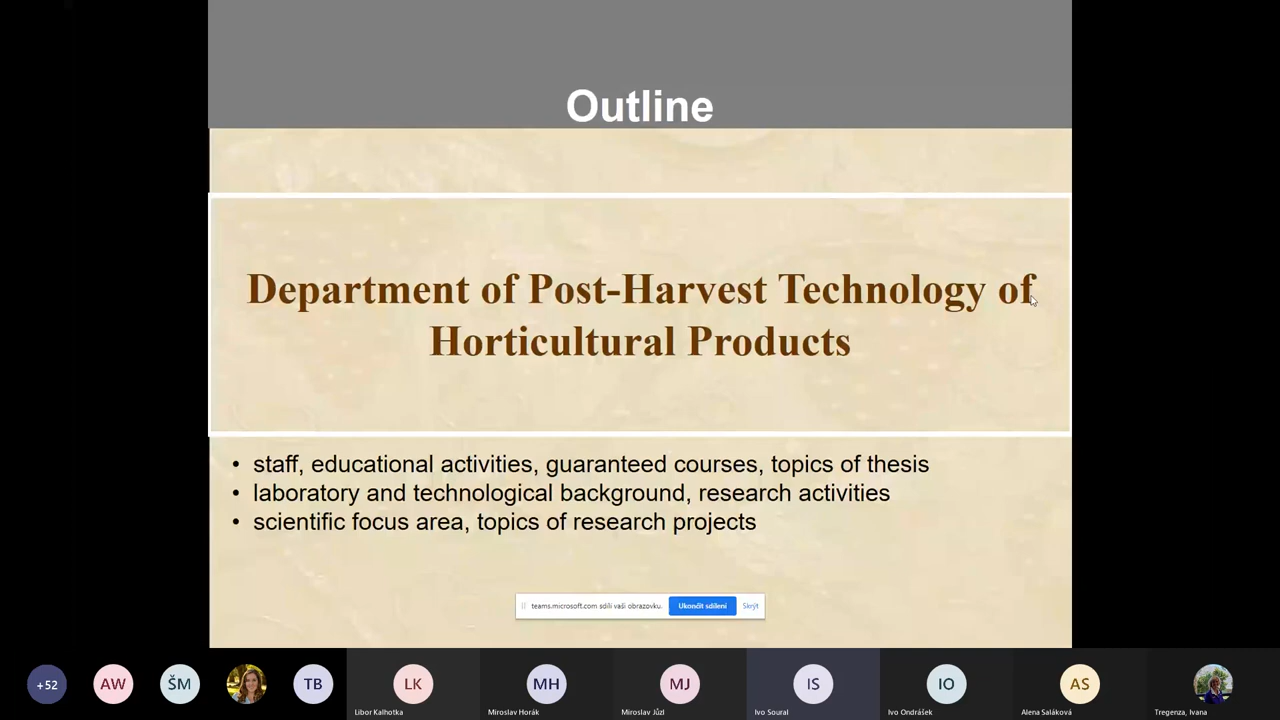 Outline
Department of Post-Harvest Technology of
Horticultural Products
• staff, educational activities, guaranteed courses, topics of thesis
• laboratory and technological background, research activities
• scientific focus area, topics of research projects
teams.microsoft.com sdílí vaši obrazovku. Ukončit sdílení Skrýt
+52 AW ŠM TB LK MH MJ IS IO AS
Libor Kalhotka Miroslav Horák Miroslav Jůzl Ivo Soural Ivo Ondrášek Alena Saláková Tregenza, Ivana